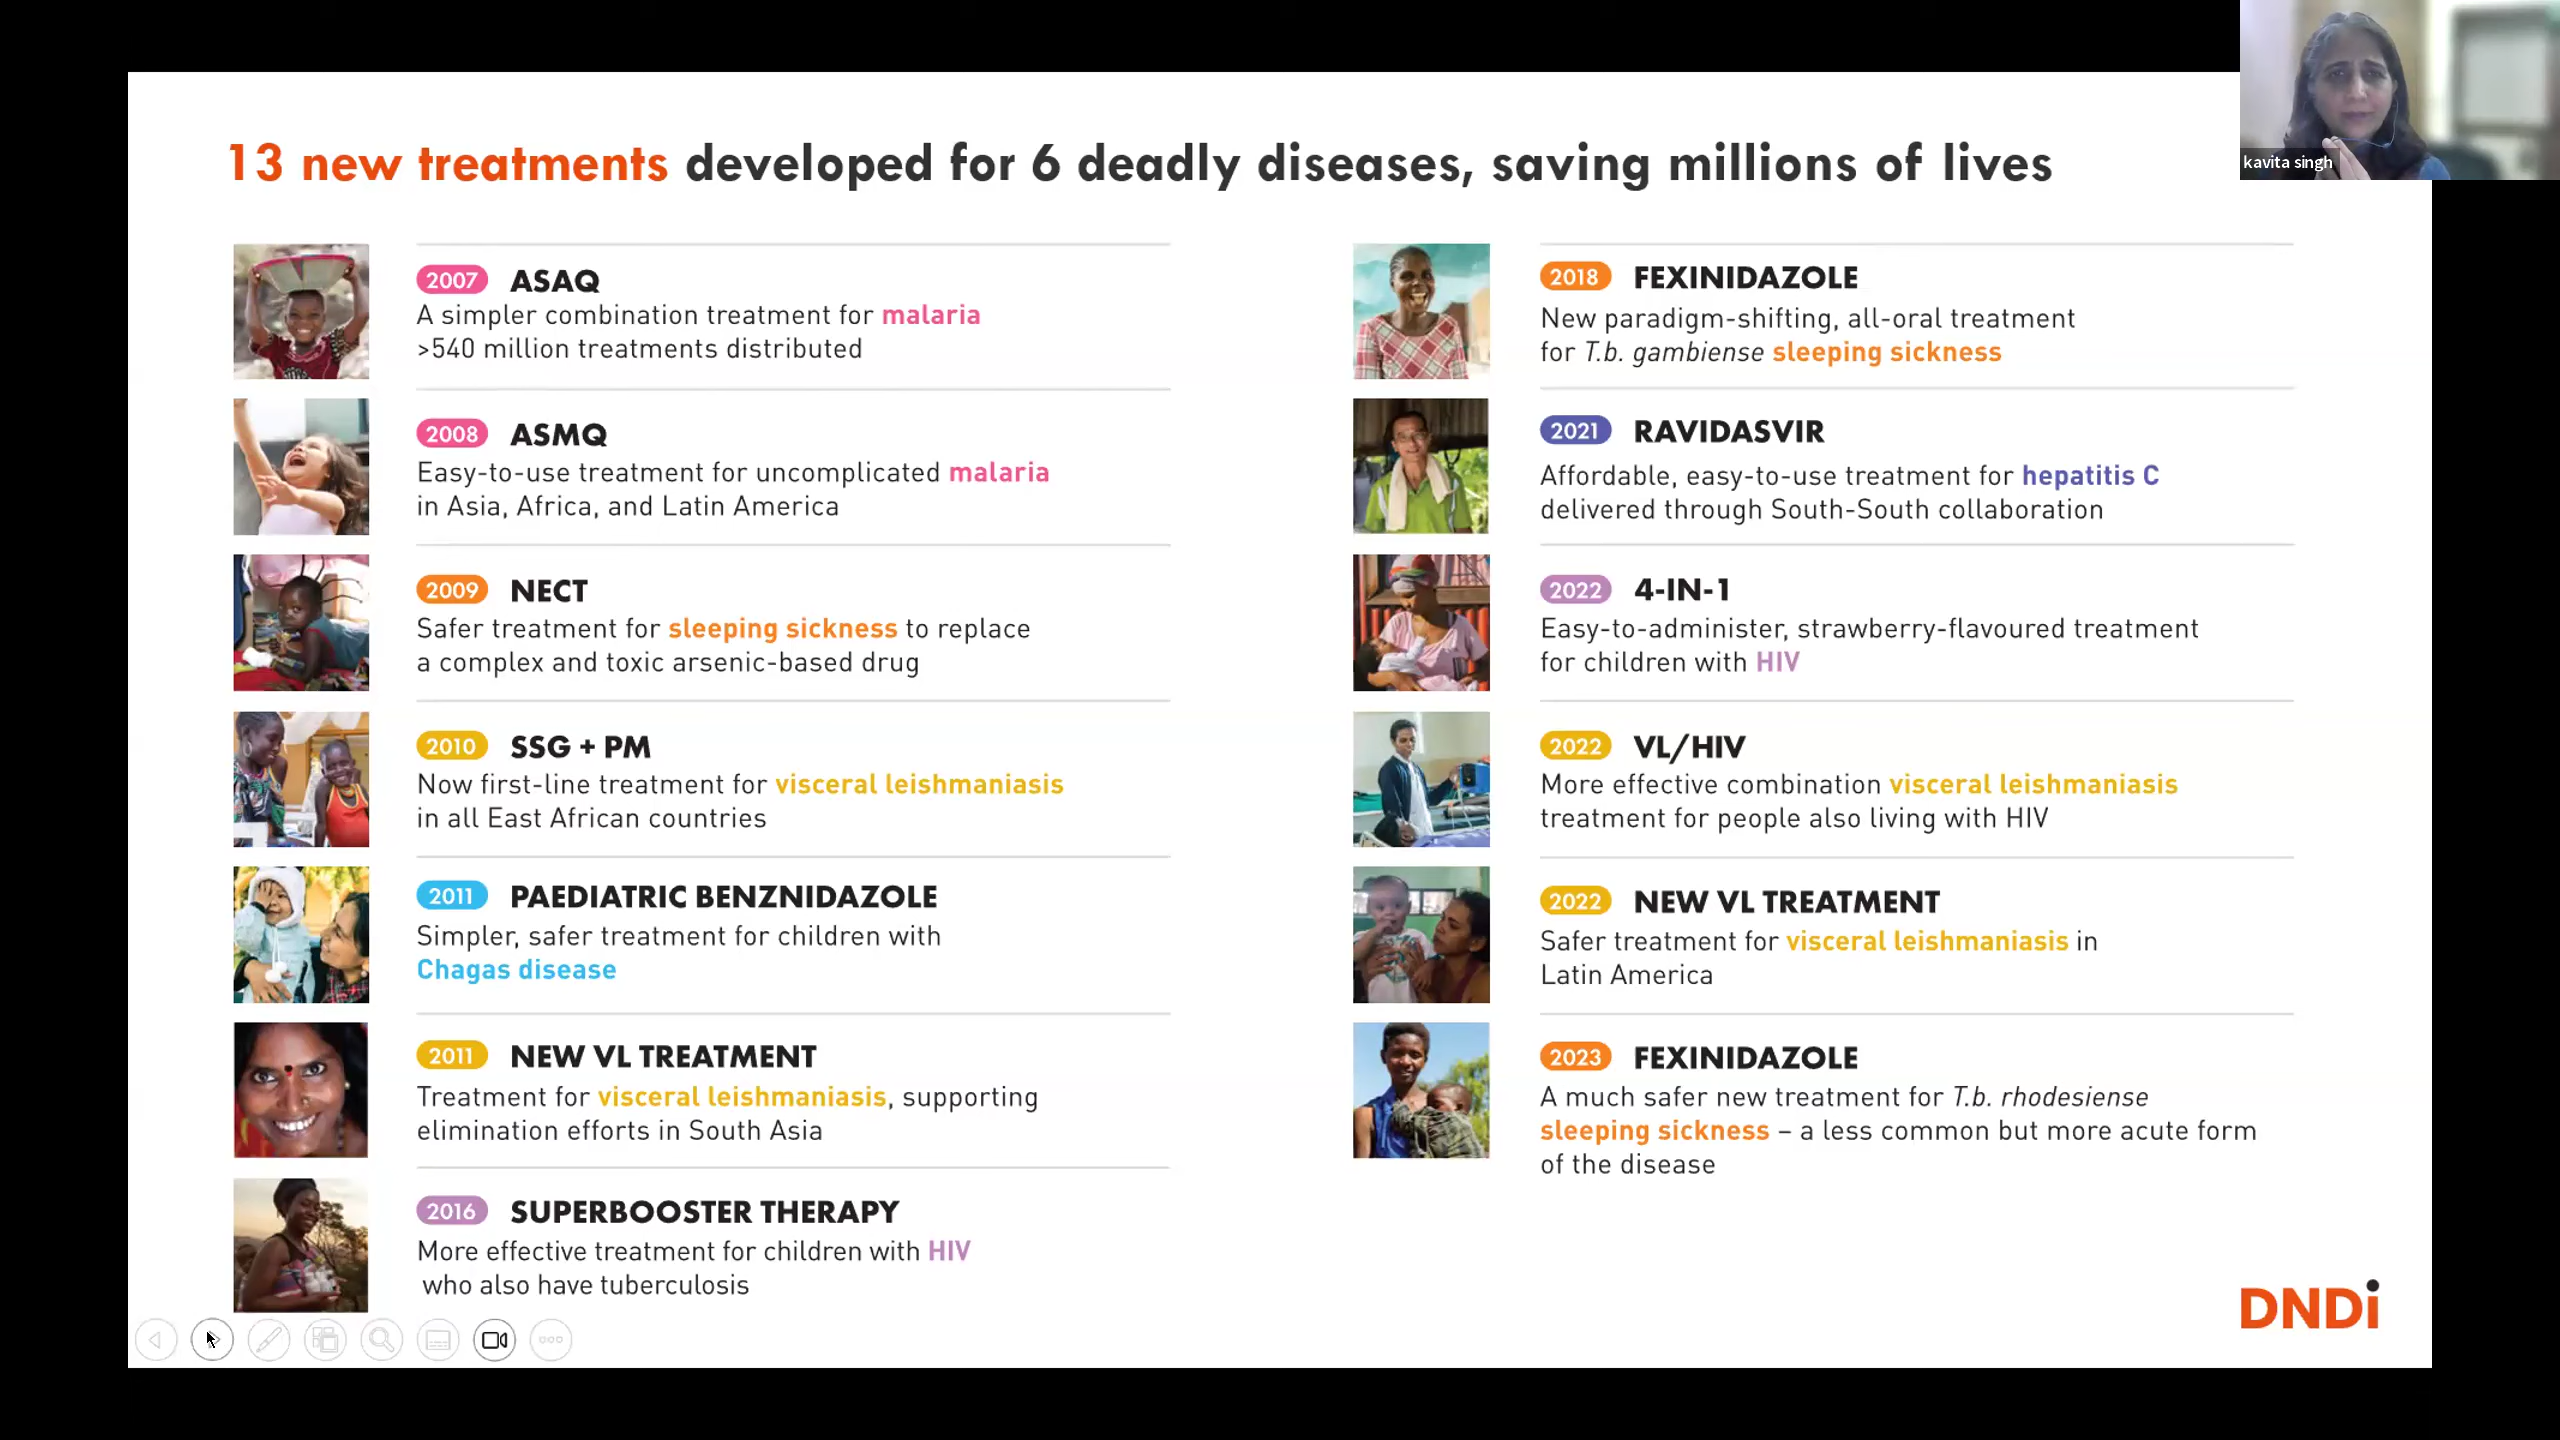 13 new treatments developed for 6 deadly diseases, saving millions of lives
kavita singh
2007 ASAQ
A simpler combination treatment for malaria
>540 million treatments distributed
2008 ASMQ
Easy-to-use treatment for uncomplicated malaria
in Asia, Africa, and Latin America
2009 NECT
Safer treatment for sleeping sickness to replace
a complex and toxic arsenic-based drug
2010 SSG + PM
Now first-line treatment for visceral leishmaniasis
in all East African countries
2011 PAEDIATRIC BENZNIDAZOLE
Simpler, safer treatment for children with
Chagas disease
2011 NEW VL TREATMENT
Treatment for visceral leishmaniasis, supporting
elimination efforts in South Asia
2016 SUPERBOOSTER THERAPY
More effective treatment for children with HIV
who also have tuberculosis
2018 FEXINIDAZOLE
New paradigm-shifting, all-oral treatment
for T.b. gambiense sleeping sickness
2021 RAVIDASVIR
Affordable, easy-to-use treatment for hepatitis C
delivered through South-South collaboration
2022 4-IN-1
Easy-to-administer, strawberry-flavoured treatment
for children with HIV
2022 VL/HIV
More effective combination visceral leishmaniasis
treatment for people also living with HIV
2022 NEW VL TREATMENT
Safer treatment for visceral leishmaniasis in
Latin America
2023 FEXINIDAZOLE
A much safer new treatment for T.b. rhodesiense
sleeping sickness – a less common but more acute form
of the disease
DNDi